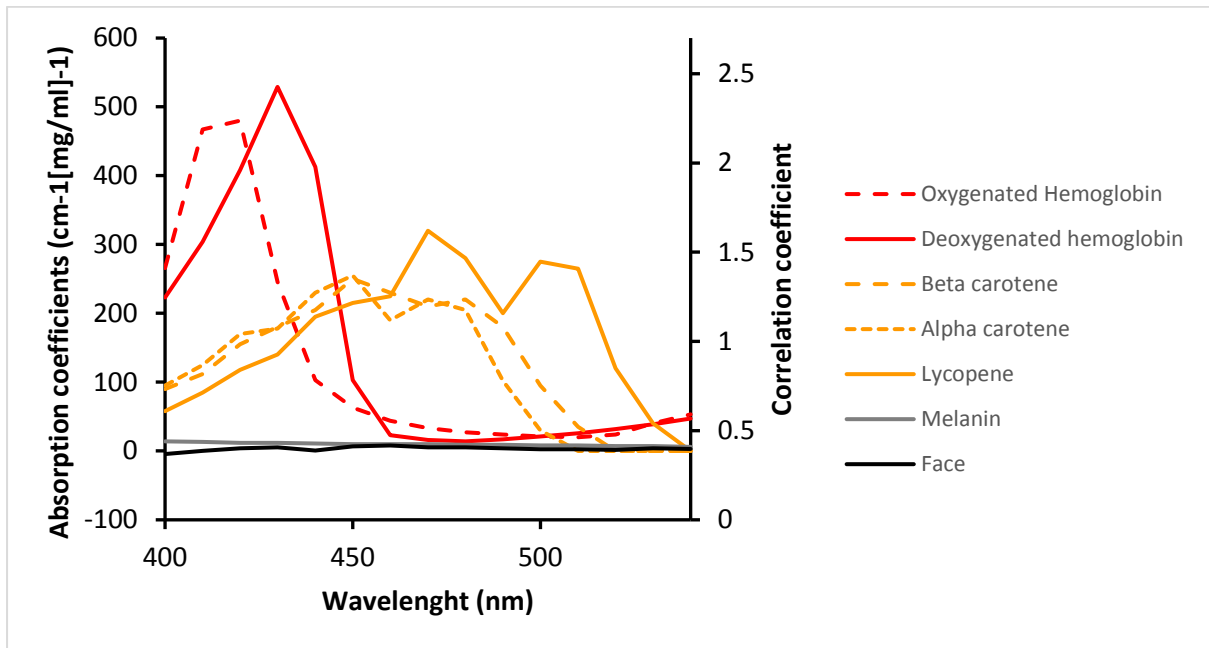 600
500
400
300
200
100
0
-100
Absorption coefficients (cm-1[mg/ml]-1)
400
450
500
Wavelenght (nm)
2.5
2
1.5
1
0.5
0
Correlation coefficient
Oxygenated Hemoglobin
Deoxygenated hemoglobin
Beta carotene
Alpha carotene
Lycopene
Melanin
Face